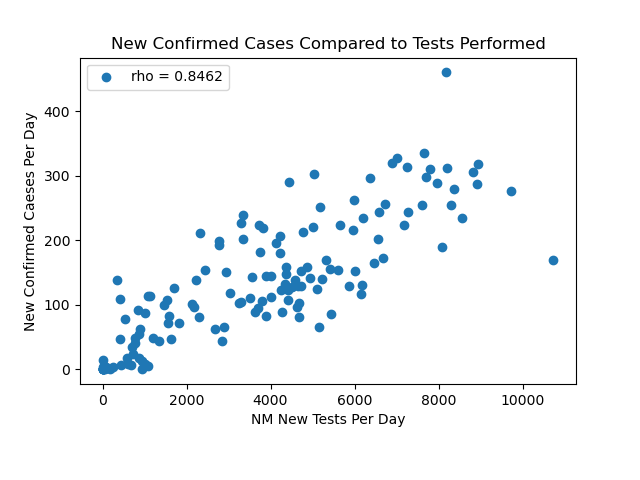 New Confirmed Cases Compared to Tests Performed
rho = 0.8462
New Confirmed Caeses Per Day
400
300
200
100
0
0 2000 4000 6000 8000 10000
NM New Tests Per Day